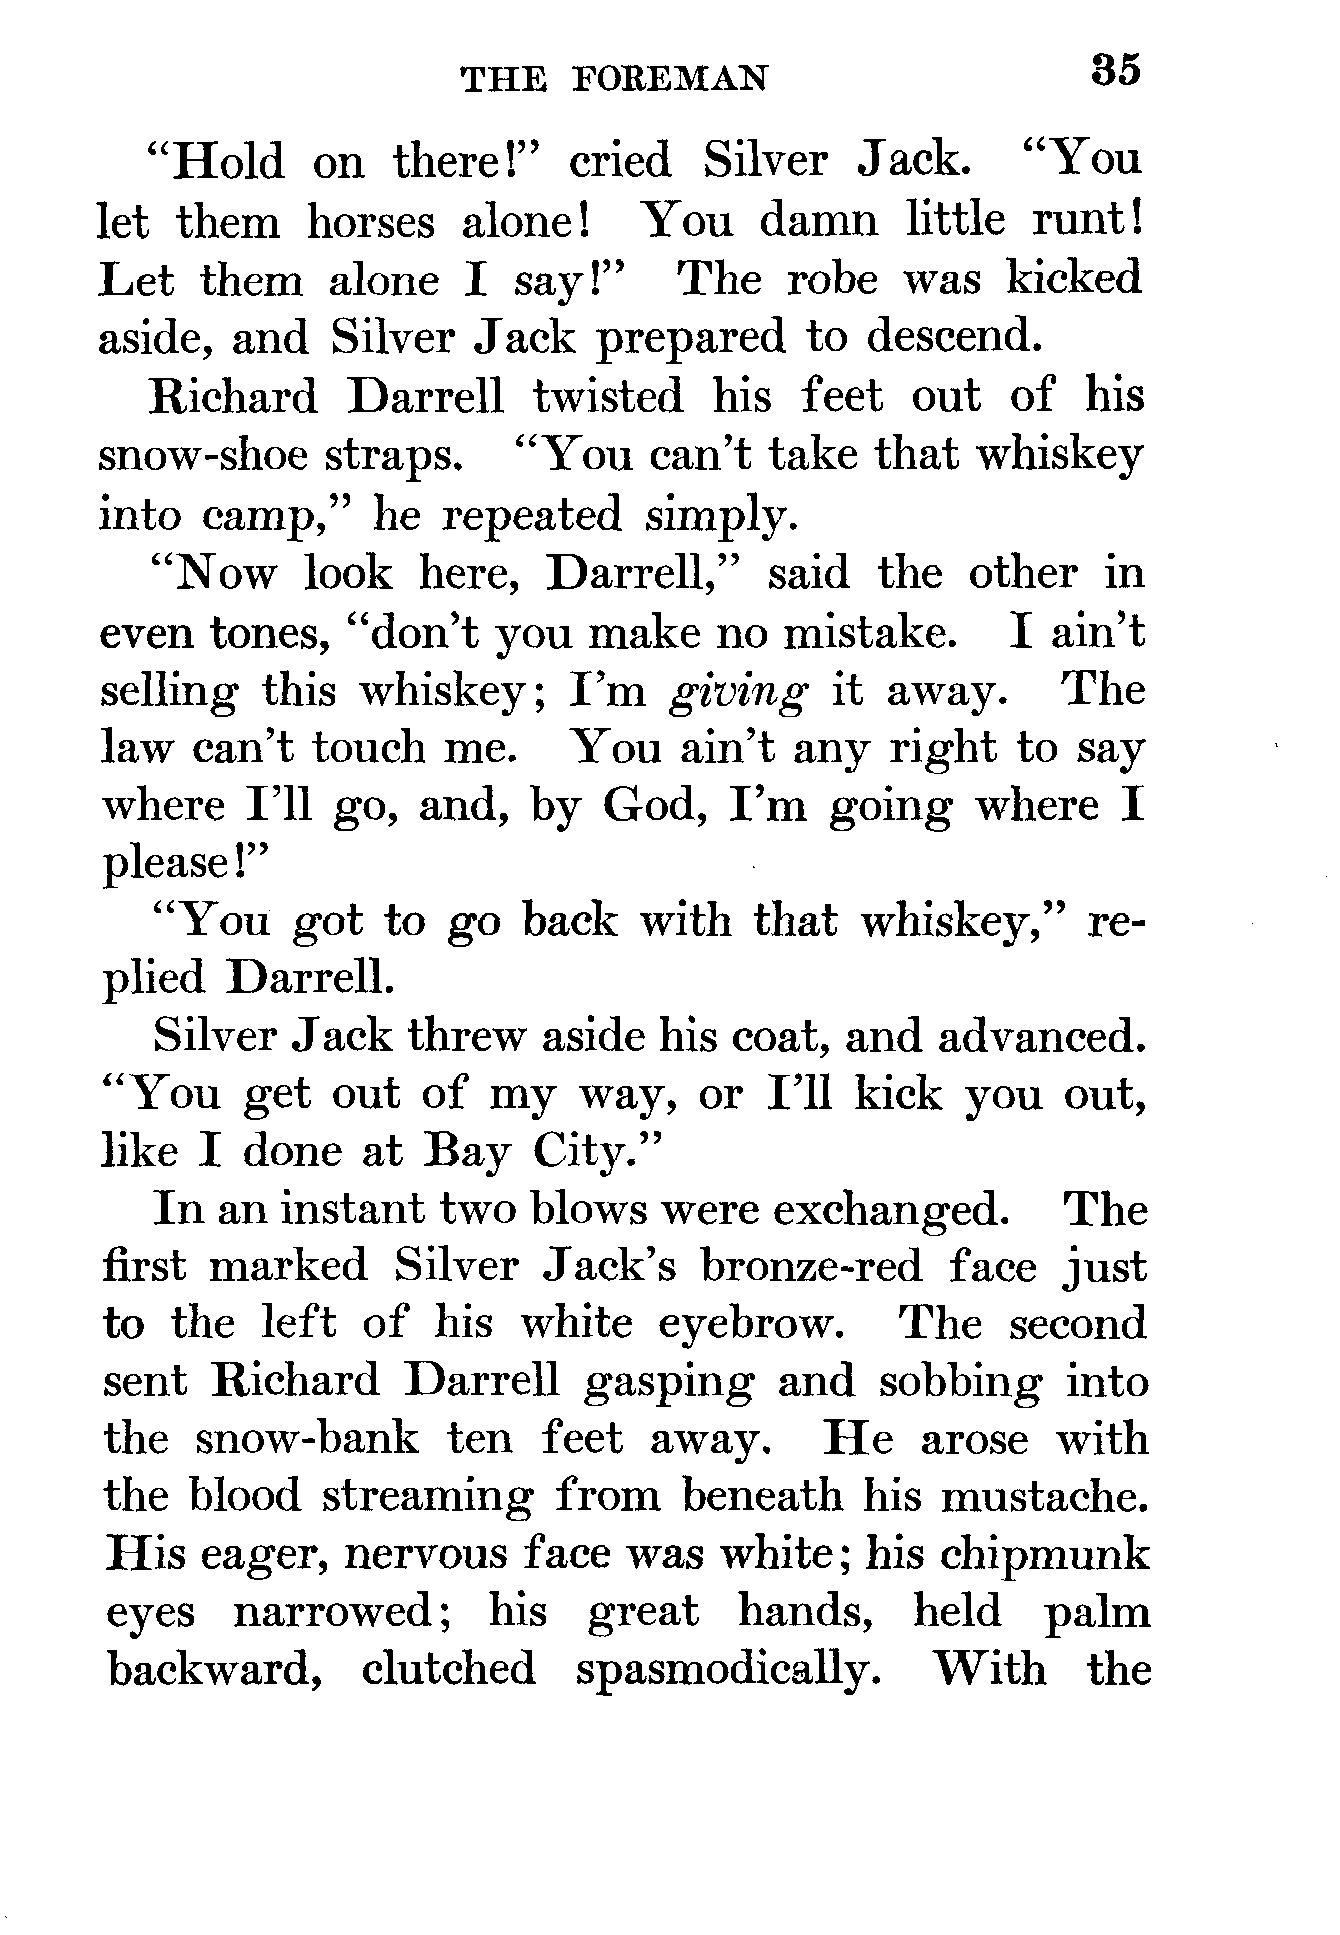 THE FOREMAN 35
"Hold on there!" cried Silver Jack. "You
let them horses alone! You damn little runt!
Let them alone I say!" The robe was kicked
aside, and Silver Jack prepared to descend.
Richard Darrell twisted his feet out of his
snow-shoe straps. "You can't take that whiskey
into camp," he repeated simply.
"Now look here, Darrell," said the other in
even tones, "don't you make no mistake. I ain't
selling this whiskey; I'm giving it away. The
law can't touch me. You ain't any right to say
where I'll go, and, by God, I'm going where I
please!"
"You got to go back with that whiskey," re-
plied Darrell.
Silver Jack threw aside his coat, and advanced.
"You get out of my way, or I'll kick you out,
like I done at Bay City."
In an instant two blows were exchanged. The
first marked Silver Jack's bronze-red face just
to the left of his white eyebrow. The second
sent Richard Darrell gasping and sobbing into
the snow-bank ten feet away. He arose with
the blood streaming from beneath his mustache.
His eager, nervous face was white; his chipmunk
eyes narrowed; his great hands, held palm
backward, clutched spasmodically. With the